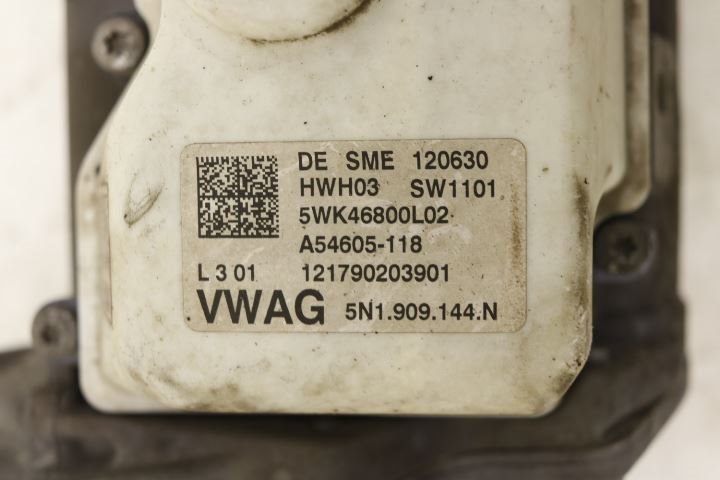 DE SME 120630
HWH03 SW1101
5WK46800L02
A54605-118
L 3 01 121790203901
VWAG 5N1.909.144.N